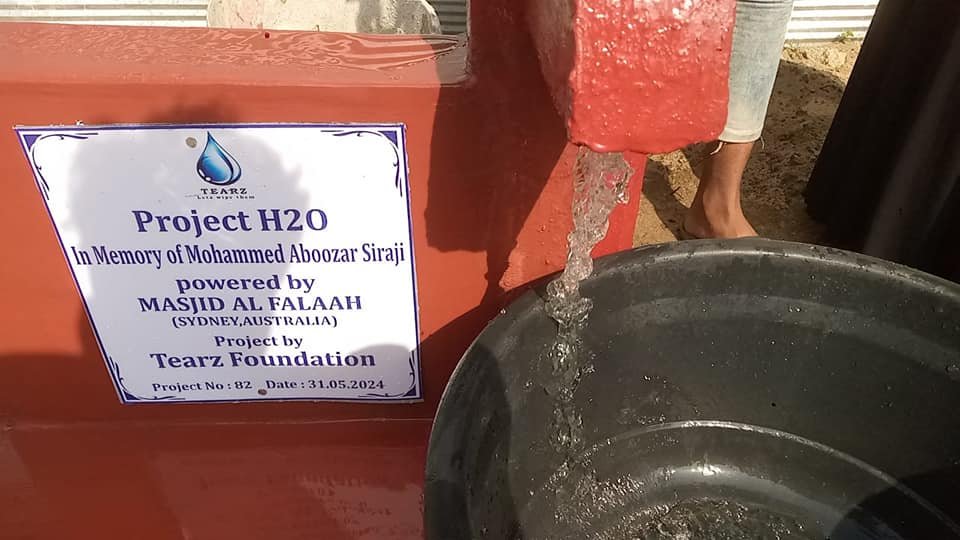 TEARZ
Letz wipe them
Project H2O
In Memory of Mohammed Aboozar Siraji
powered by
MASJID AL FALAAH
(SYDNEY,AUSTRALIA)
Project by
Tearz Foundation
Project No : 82 Date : 31.05.2024